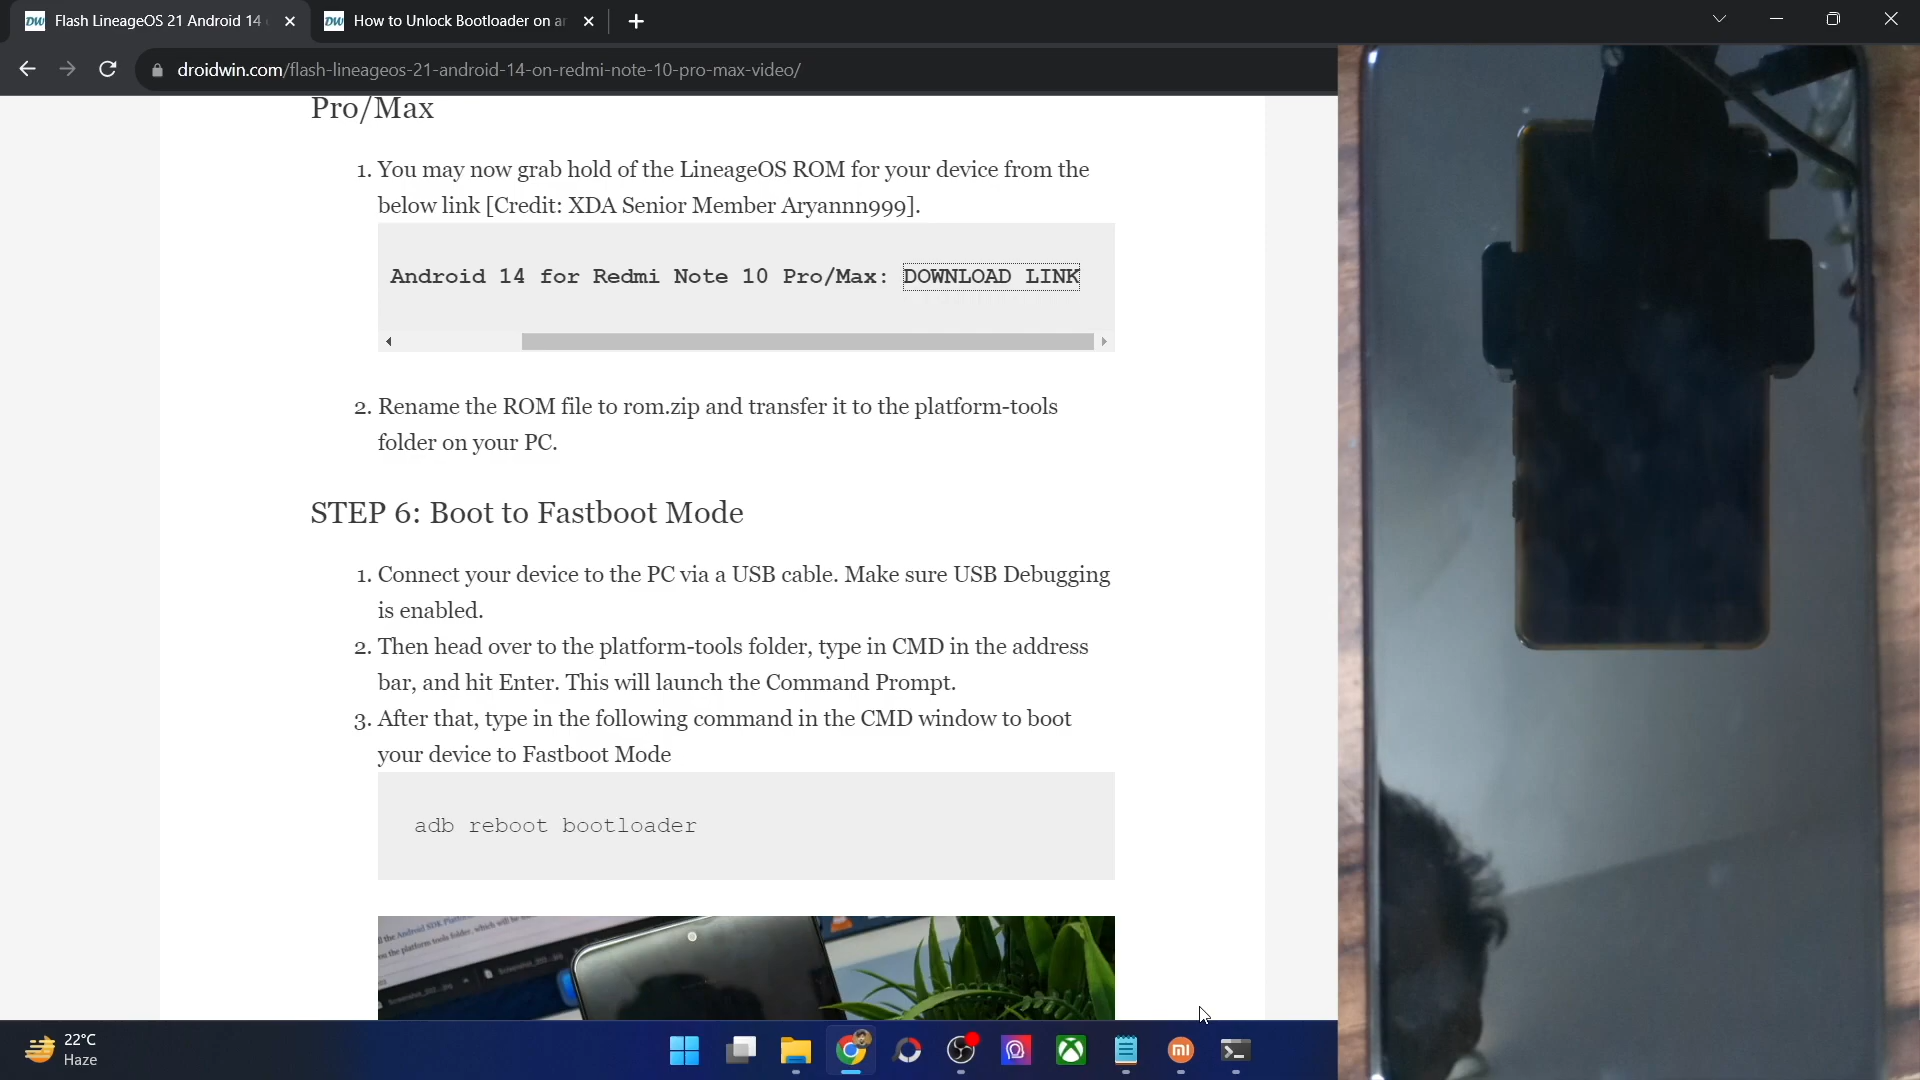 DW Flash LineageOS 21 Android 14
DW How to Unlock Bootloader on an
droidwin.com/flash-lineageos-21-android-14-on-redmi-note-10-pro-max-video/
Pro/Max
1. You may now grab hold of the LineageOS ROM for your device from the
below link [Credit: XDA Senior Member Aryannn999].
Android 14 for Redmi Note 10 Pro/Max: DOWNLOAD LINK
2. Rename the ROM file to rom.zip and transfer it to the platform-tools
folder on your PC.
STEP 6: Boot to Fastboot Mode
1. Connect your device to the PC via a USB cable. Make sure USB Debugging
is enabled.
2. Then head over to the platform-tools folder, type in CMD in the address
bar, and hit Enter. This will launch the Command Prompt.
3. After that, type in the following command in the CMD window to boot
your device to Fastboot Mode
adb reboot bootloader
22°C
Haze
mi